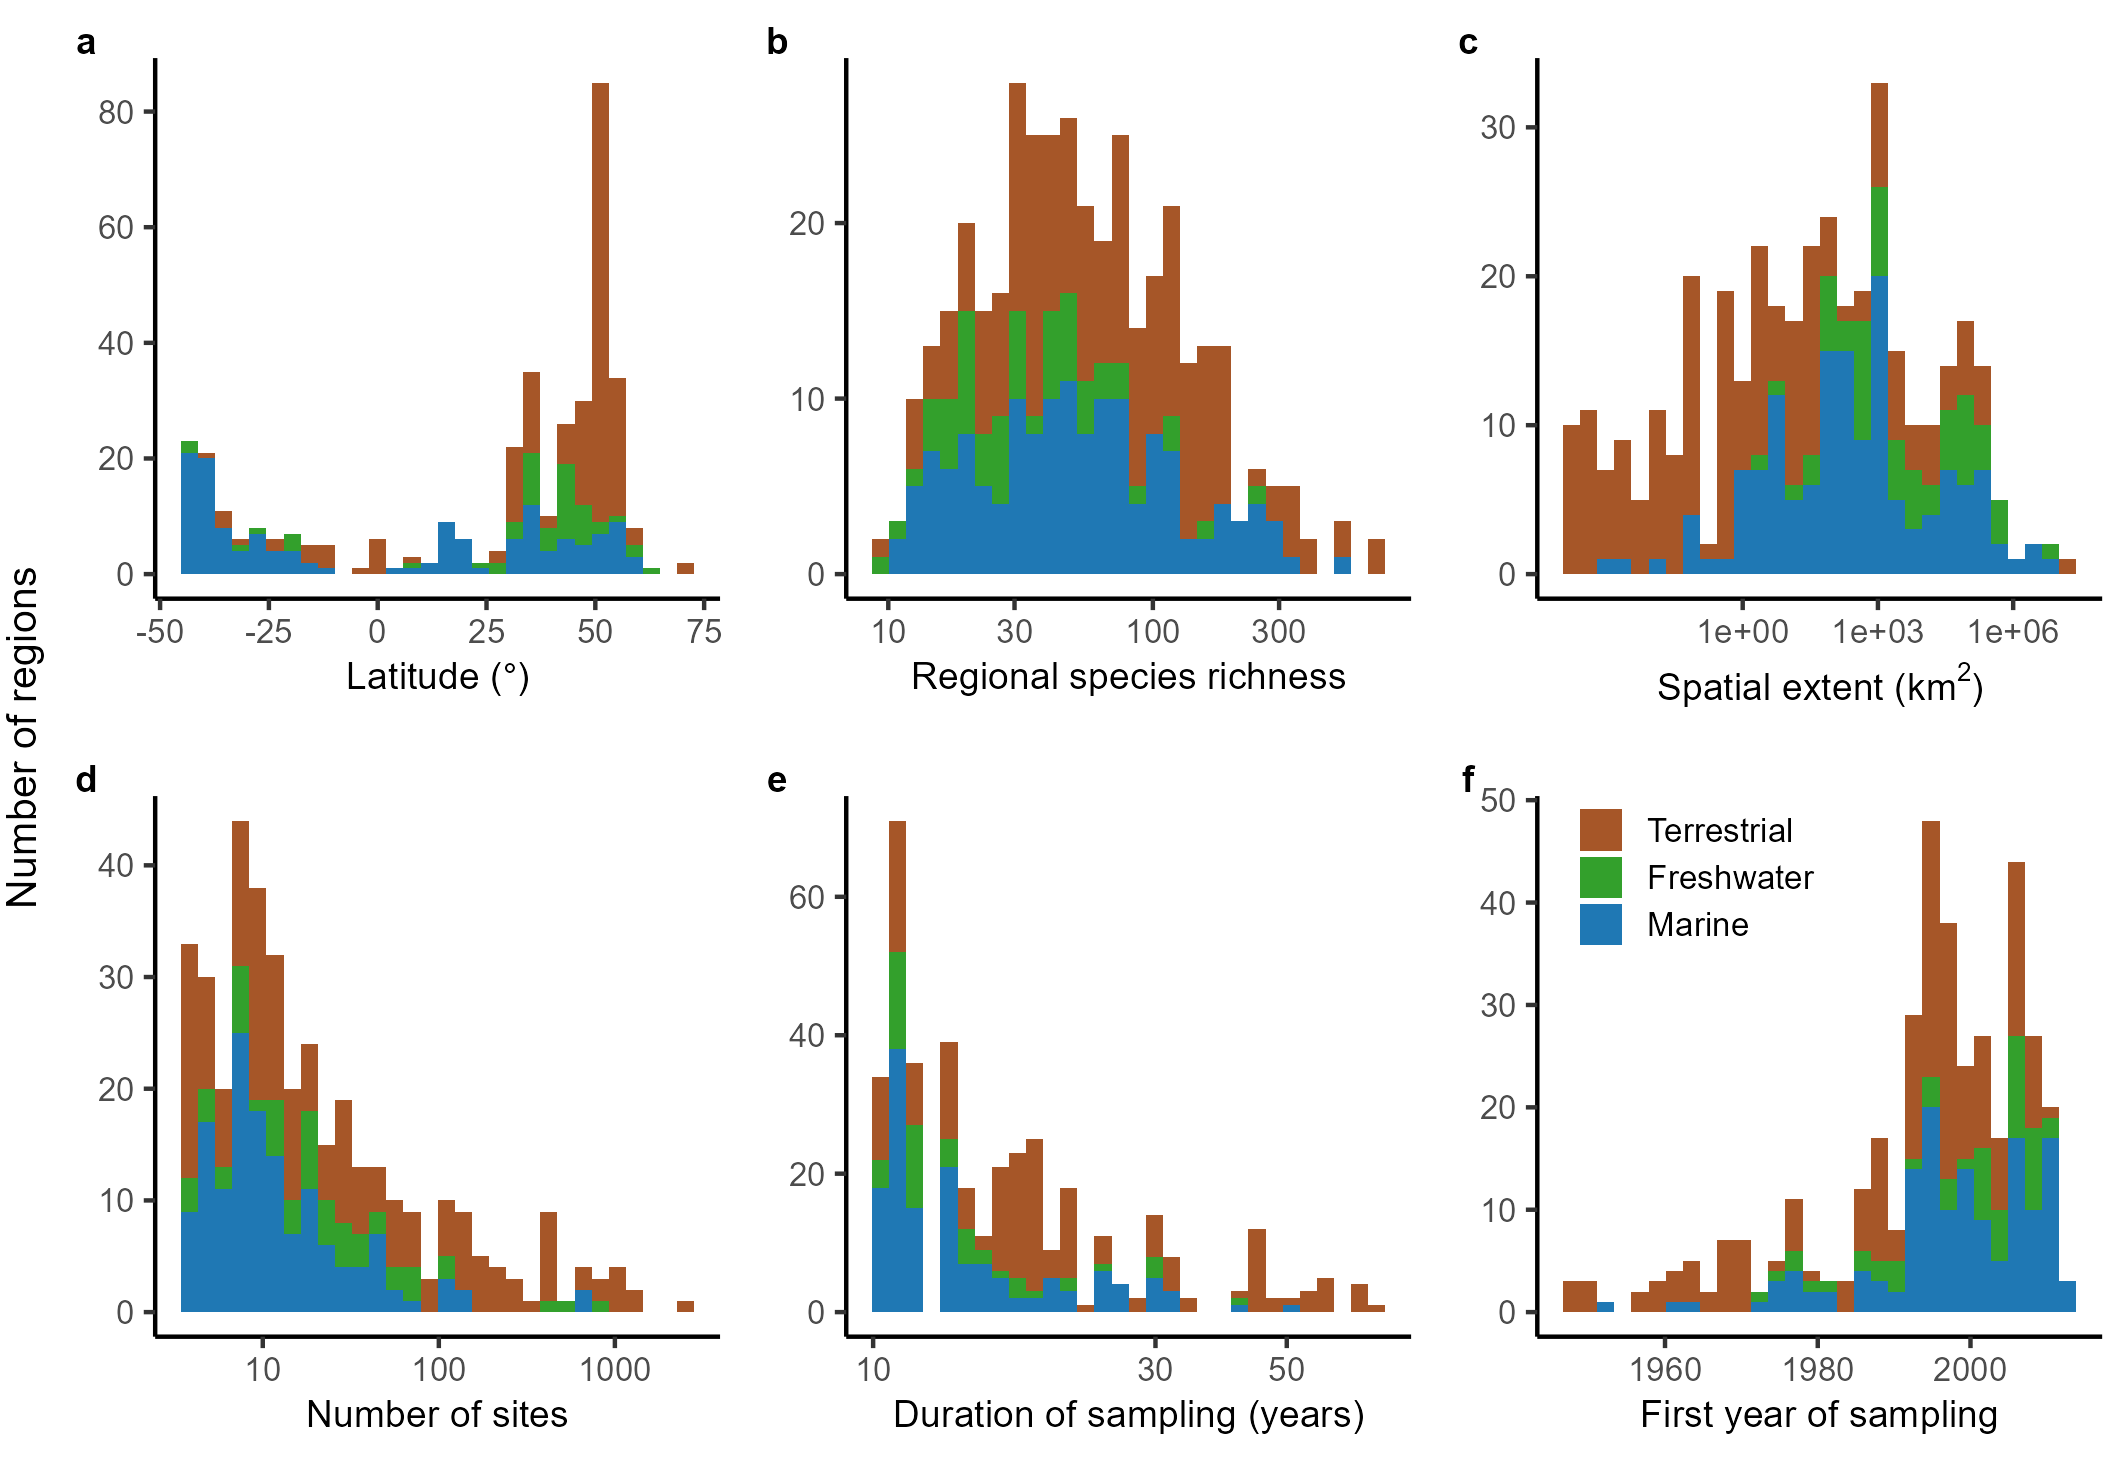 a
80
60
40
20
0
-50 -25 0 25 50 75
Latitude (°)
b
20
10
0
10 30 100 300
Regional species richness
c
30
20
10
0
1e+00 1e+03 1e+06
Spatial extent (km²)
Number of regions
d
40
30
20
10
0
10 100 1000
Number of sites
e
60
40
20
0
10 30 50
Duration of sampling (years)
f
50
40
30
20
10
0
Terrestrial
Freshwater
Marine
1960 1980 2000
First year of sampling